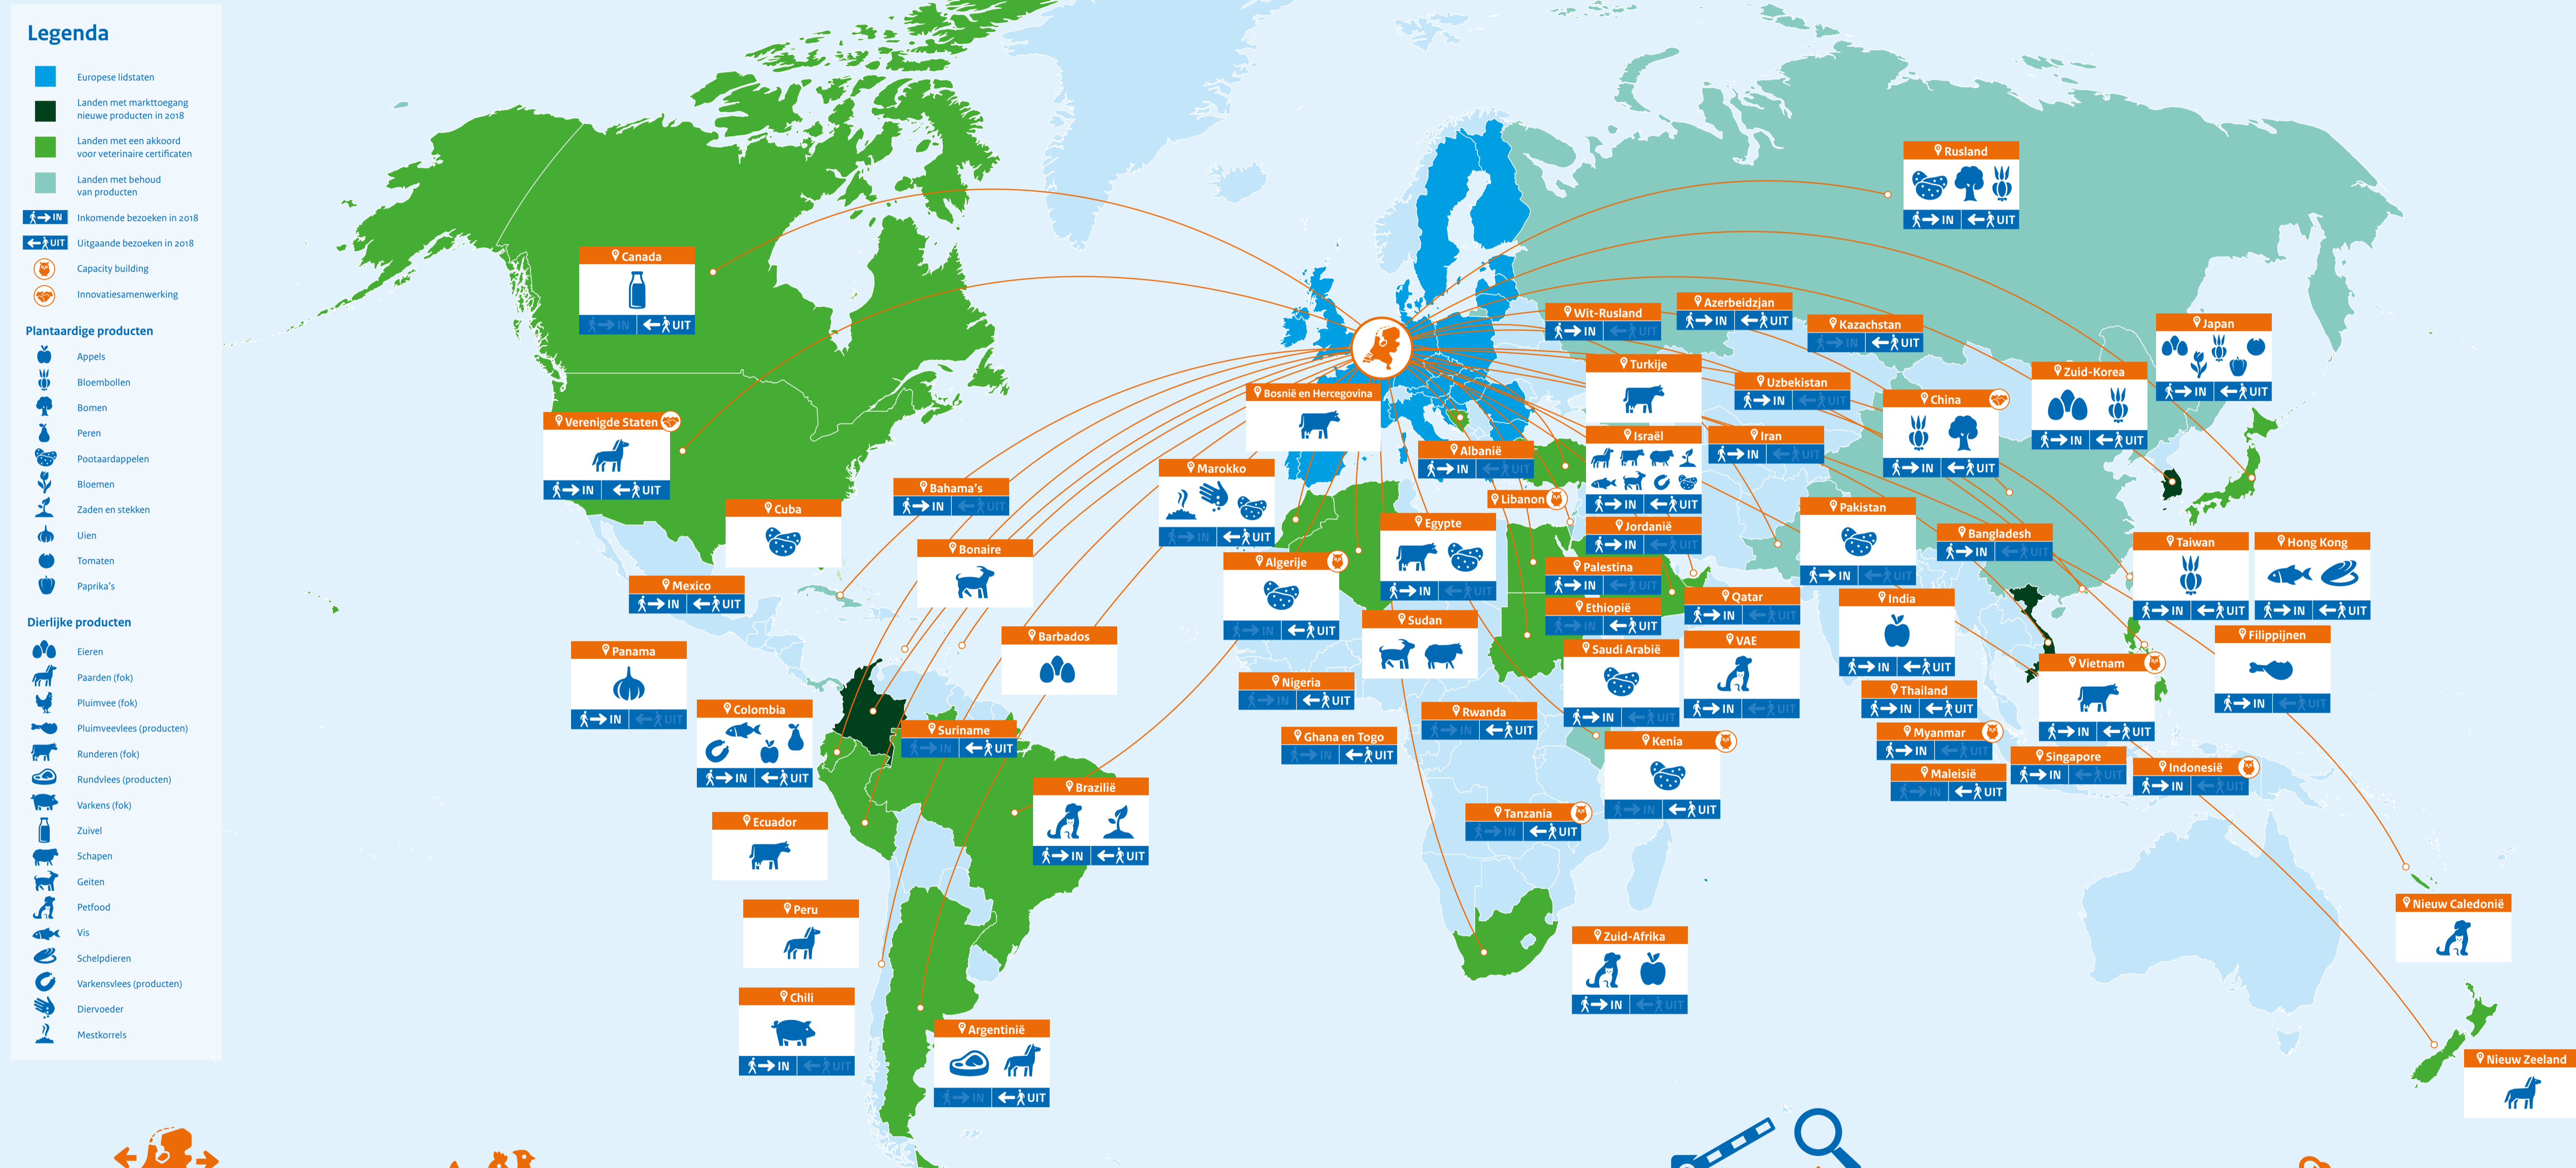 Legenda
Europese lidstaten
Landen met markttoegang
nieuwe producten in 2018
Landen met een akkoord
voor veterinaire certificaten
Landen met behoud
van producten
IN Inkomende bezoeken in 2018
UIT Uitgaande bezoeken in 2018
Capacity building
Innovatiesamenwerking
Plantaardige producten
Appels
Bloembollen
Bomen
Peren
Pootaardappelen
Bloemen
Zaden en stekken
Uien
Tomaten
Paprika's
Dierlijke producten
Eieren
Paarden (fok)
Pluimvee (fok)
Pluimveevlees (producten)
Runderen (fok)
Rundvlees (producten)
Varkens (fok)
Zuivel
Schapen
Geiten
Petfood
Vis
Schelpdieren
Varkensvlees (producten)
Diervoeder
Mestkorrels
Canada
IN UIT
Verenigde Staten
IN UIT
Cuba
Mexico
IN UIT
Panama
IN UIT
Colombia
IN UIT
Ecuador
Peru
Chili
IN UIT
Argentinië
IN UIT
Bahama's
IN UIT
Bonaire
Barbados
Suriname
IN UIT
Brazilië
IN UIT
Bosnië en Hercegovina
Marokko
IN UIT
Algerije
IN UIT
Nigeria
IN UIT
Ghana en Togo
IN UIT
Albanië
IN UIT
Libanon
Egypte
IN UIT
Sudan
Rwanda
IN UIT
Tanzania
IN UIT
Wit-Rusland
IN UIT
Azerbeidzjan
IN UIT
Kazachstan
IN UIT
Turkije
Israël
IN UIT
Jordanië
IN UIT
Palestina
IN UIT
Ethiopië
IN UIT
Saudi Arabië
IN UIT
Kenia
IN UIT
Zuid-Afrika
IN UIT
Uzbekistan
IN UIT
Iran
IN UIT
Qatar
IN UIT
VAE
IN UIT
Rusland
IN UIT
China
IN UIT
Pakistan
IN UIT
Bangladesh
IN UIT
India
IN UIT
Thailand
IN UIT
Myanmar
IN UIT
Maleisië
IN UIT
Singapore
IN UIT
Vietnam
IN UIT
Indonesië
IN UIT
Zuid-Korea
IN UIT
Japan
IN UIT
Taiwan
IN UIT
Hong Kong
IN UIT
Filippijnen
IN UIT
Nieuw Caledonië
Nieuw Zeeland